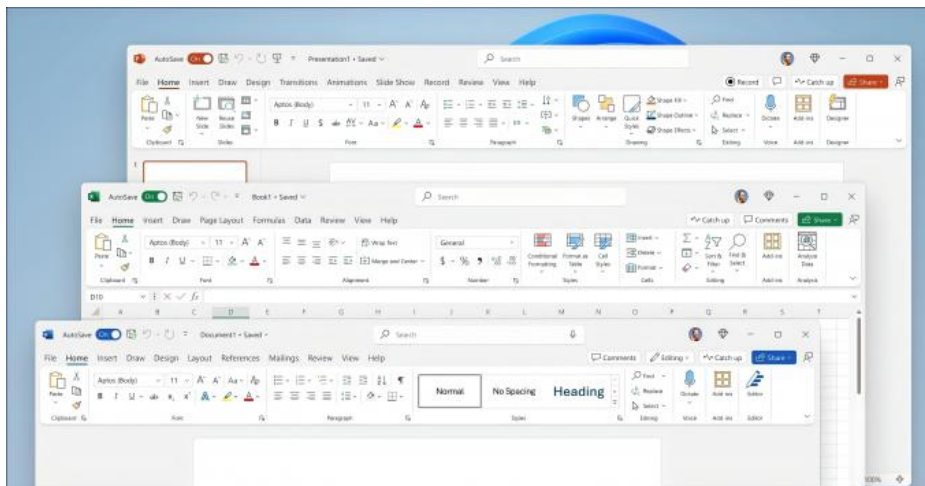 AutoSave On Presentation1 • Saved Search
File Home Insert Draw Design Transitions Animations Slide Show Record Review View Help Record Catch up Share
Paste New Slide Reuse Slides Aptos (Body) 11 A A B I U S ab AV Aa A Shapes Arrange Quick Styles Shape Fill Shape Outline Shape Effects Find Replace Select Dictate Add-ins Designer
Clipboard Slides Font Paragraph Drawing Editing Voice Add-ins Designer
1
AutoSave On Book1 • Saved Search
File Home Insert Draw Page Layout Formulas Data Review View Help Catch up Comments Share
Paste Aptos (Body) 11 A A B I U A Wrap Text Merge and Center General $ % Conditional Formatting Format as Table Cell Styles Insert Delete Format Sort & Filter Find & Select Add-ins Analyze Data
Clipboard Font Alignment Number Styles Cells Editing Add-ins Analysis
D10 fx
A B C D E F G H I J K L M N O P Q R S T
AutoSave On Document1 • Saved Search
File Home Insert Draw Design Layout References Mailings Review View Help Comments Editing Catch up Share
Paste Aptos (Body) 11 A A Aa B I U ab A A Normal No Spacing Heading Find Replace Select Dictate Add-ins Editor
Clipboard Font Paragraph Styles Editing Voice Add-ins Editor
100%